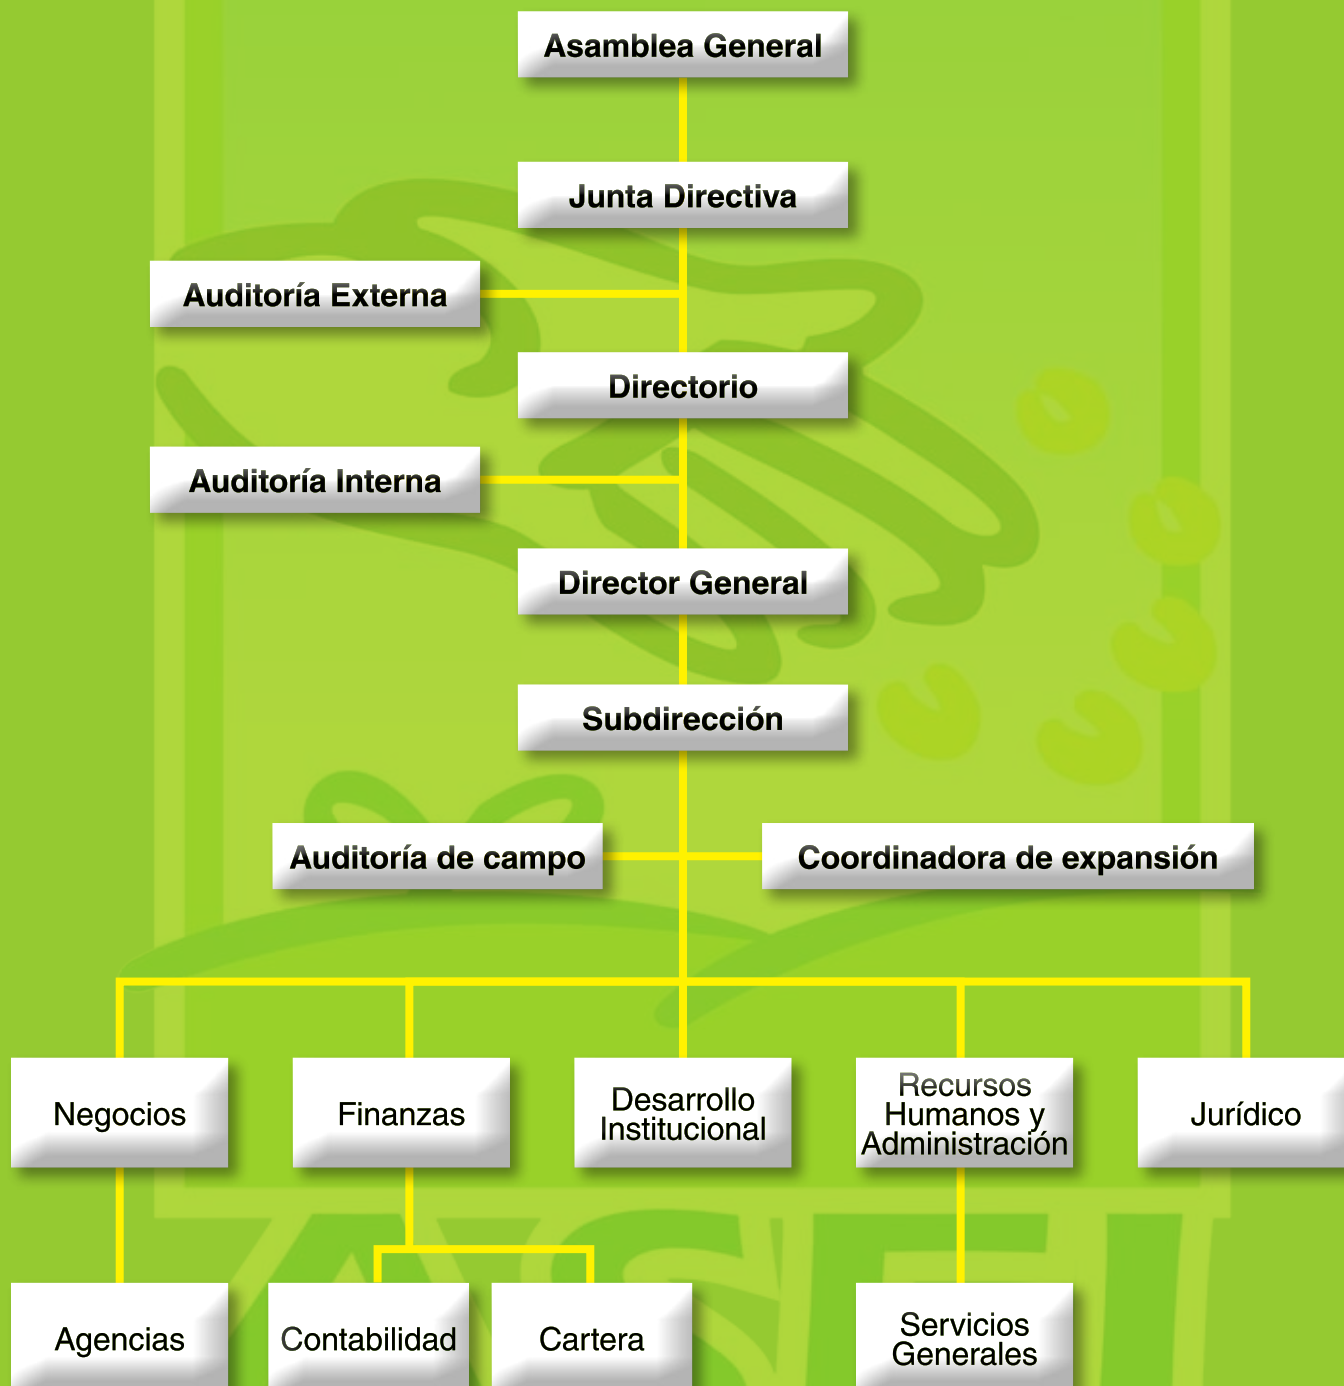 Asamblea General
Junta Directiva
Auditoría Externa
Directorio
Auditoría Interna
Director General
Subdirección
Auditoría de campo
Coordinadora de expansión
Negocios
Finanzas
Desarrollo
Institucional
Recursos
Humanos y
Administración
Jurídico
Agencias
Contabilidad
Cartera
Servicios
Generales